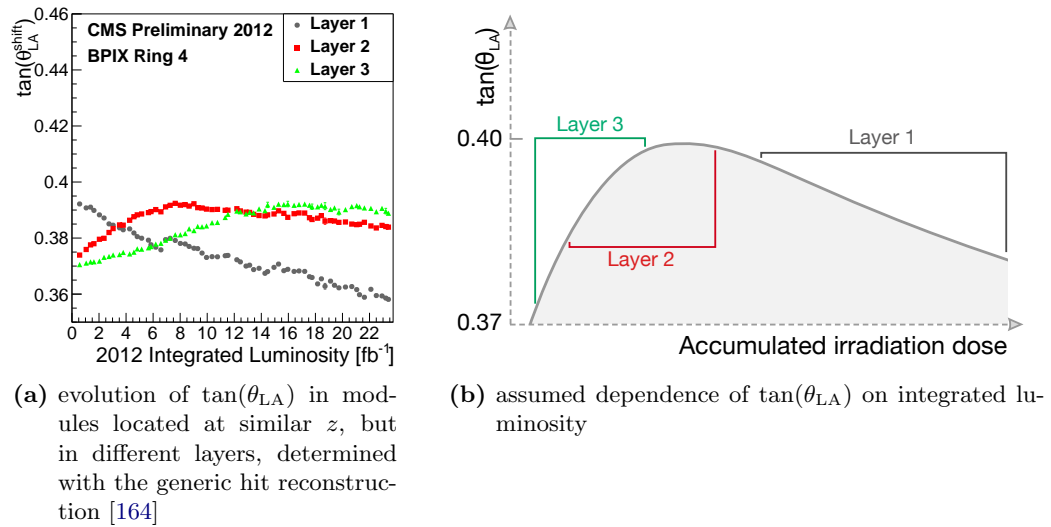 CMS Preliminary 2012
BPIX Ring 4
Layer 1
Layer 2
Layer 3
tan(θ_LA^shift)
0.46
0.44
0.42
0.4
0.38
0.36
0 2 4 6 8 10 12 14 16 18 20 22
2012 Integrated Luminosity [fb⁻¹]
(a) evolution of tan(θ_LA) in mod-
ules located at similar z, but
in different layers, determined
with the generic hit reconstruc-
tion [164]
tan(θ_LA)
0.40
0.37
Layer 3
Layer 2
Layer 1
Accumulated irradiation dose
(b) assumed dependence of tan(θ_LA) on integrated lu-
minosity